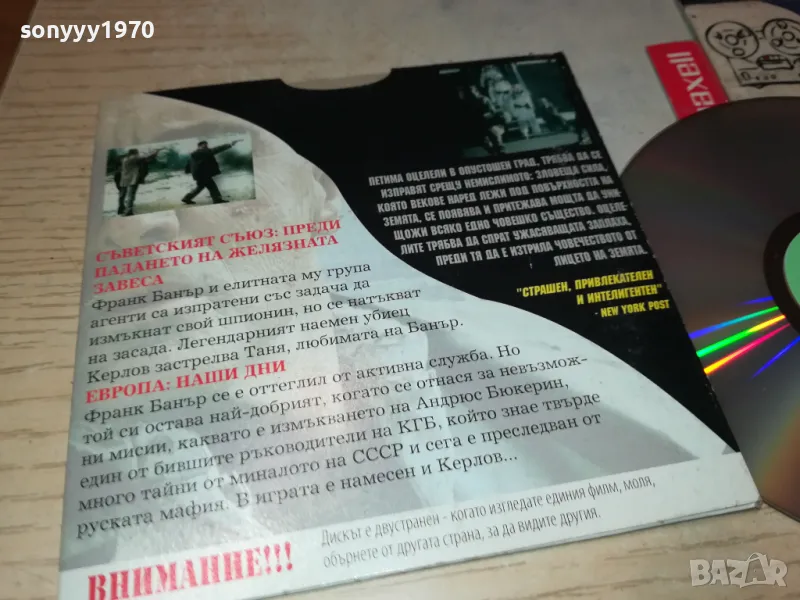 sonyyy1970
maxell
СЪВЕТСКИЯТ СЪЮЗ: ПРЕДИ
ПАДАНЕТО НА ЖЕЛЯЗНАТА
ЗАВЕСА
Франк Банър и елитната му група
агенти са изпратени със задача да
измъкнат свой шпионин, но се натъкват
на засада. Легендарният наемен убиец
Керлов застрелва Таня, любимата на Банър.
ЕВРОПА: НАШИ ДНИ
Франк Банър се е оттеглил от активна служба. Но
той си остава най-добрият, когато се отнася за невъзмож-
ни мисии, каквато е измъкването на Андрюс Бюкерин,
един от бившите ръководители на КГБ, който знае твърде
много тайни от миналото на СССР и сега е преследван от
руската мафия. В играта е намесен и Керлов...
ПЕТИМА ОЦЕЛЕЛИ В ОПУСТОШЕН ГРАД, ТРЯБВА ДА СЕ
ИЗПРАВЯТ СРЕЩУ НЕМИСЛИМОТО: ЗЛОВЕЩА СИЛА,
КОЯТО ВЕКОВЕ НАРЕД ЛЕЖИ ПОД ПОВЪРХНОСТТА НА
ЗЕМЯТА, СЕ ПОЯВЯВА И ПРИТЕЖАВА МОЩТА ДА УНИ-
ЩОЖИ ВСЯКО ЕДНО ЧОВЕШКО СЪЩЕСТВО. ОЦЕЛЕ-
ЛИТЕ ТРЯБВА ДА СПРАТ УЖАСЯВАЩАТА ЗАПЛАХА,
ПРЕДИ ТЯ ДА Е ИЗТРИЛА ЧОВЕЧЕСТВОТО ОТ
ЛИЦЕТО НА ЗЕМЯТА.
"СТРАШЕН, ПРИВЛЕКАТЕЛЕН
И ИНТЕЛИГЕНТЕН"
- NEW YORK POST
ВНИМАНИЕ!!!
Дискът е двустранен - когато изгледате единия филм, моля,
обърнете от другата страна, за да видите другия.
BAZAR